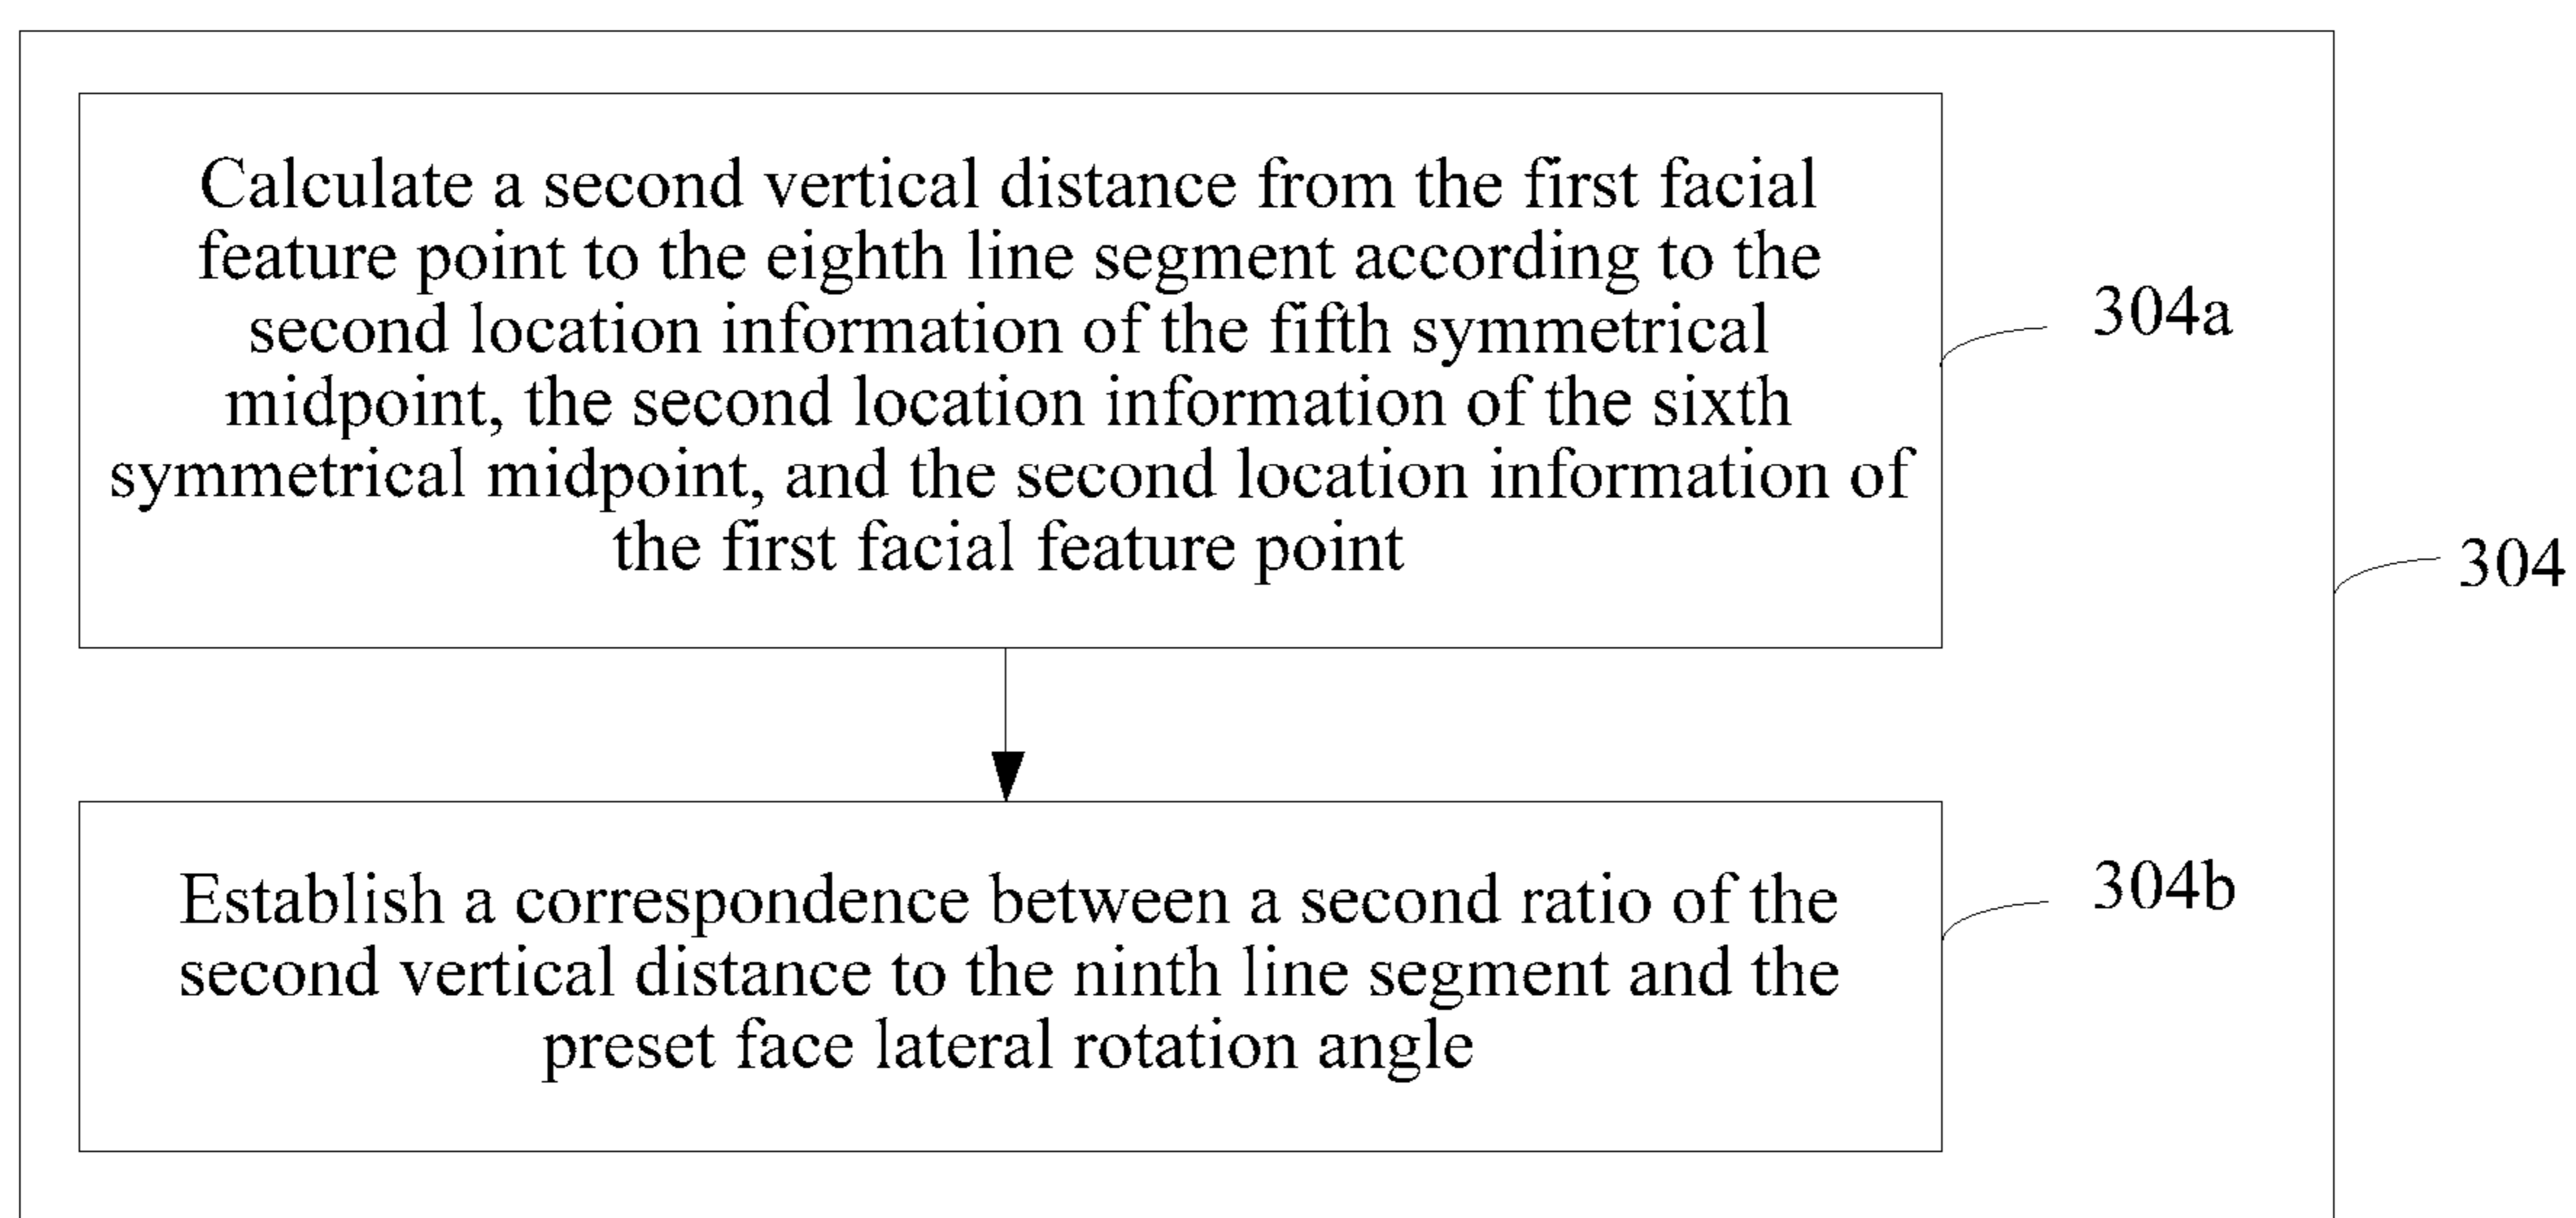 Calculate a second vertical distance from the first facial
feature point to the eighth line segment according to the
second location information of the fifth symmetrical
midpoint, the second location information of the sixth
symmetrical midpoint, and the second location information of
the first facial feature point
304a
304
Establish a correspondence between a second ratio of the
second vertical distance to the ninth line segment and the
preset face lateral rotation angle
304b